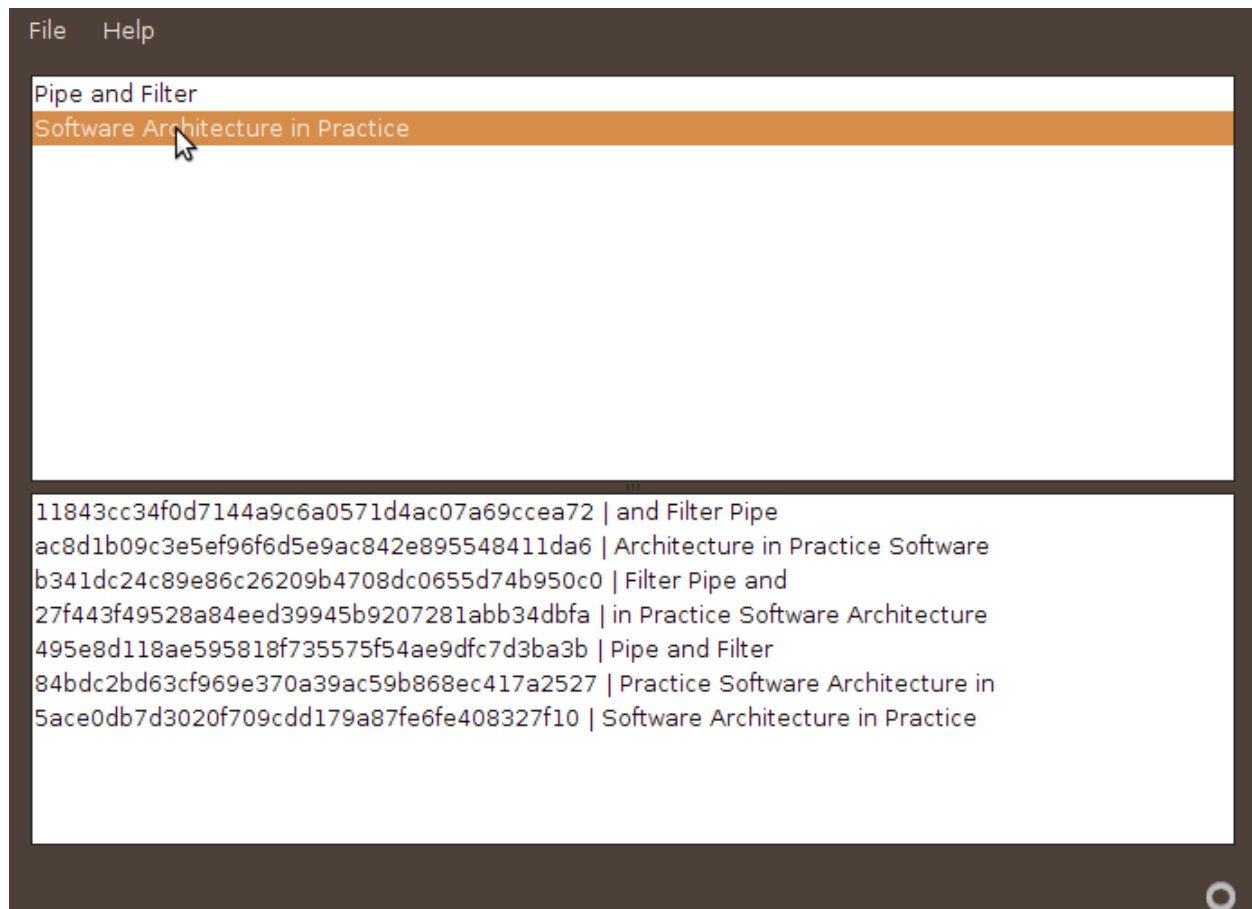 File Help
Pipe and Filter
Software Architecture in Practice
11843cc34f0d7144a9c6a0571d4ac07a69ccea72 | and Filter Pipe
ac8d1b09c3e5ef96f6d5e9ac842e895548411da6 | Architecture in Practice Software
b341dc24c89e86c26209b4708dc0655d74b950c0 | Filter Pipe and
27f443f49528a84eed39945b9207281abb34dbfa | in Practice Software Architecture
495e8d118ae595818f735575f54ae9dfc7d3ba3b | Pipe and Filter
84bdc2bd63cf969e370a39ac59b868ec417a2527 | Practice Software Architecture in
5ace0db7d3020f709cdd179a87fe6fe408327f10 | Software Architecture in Practice